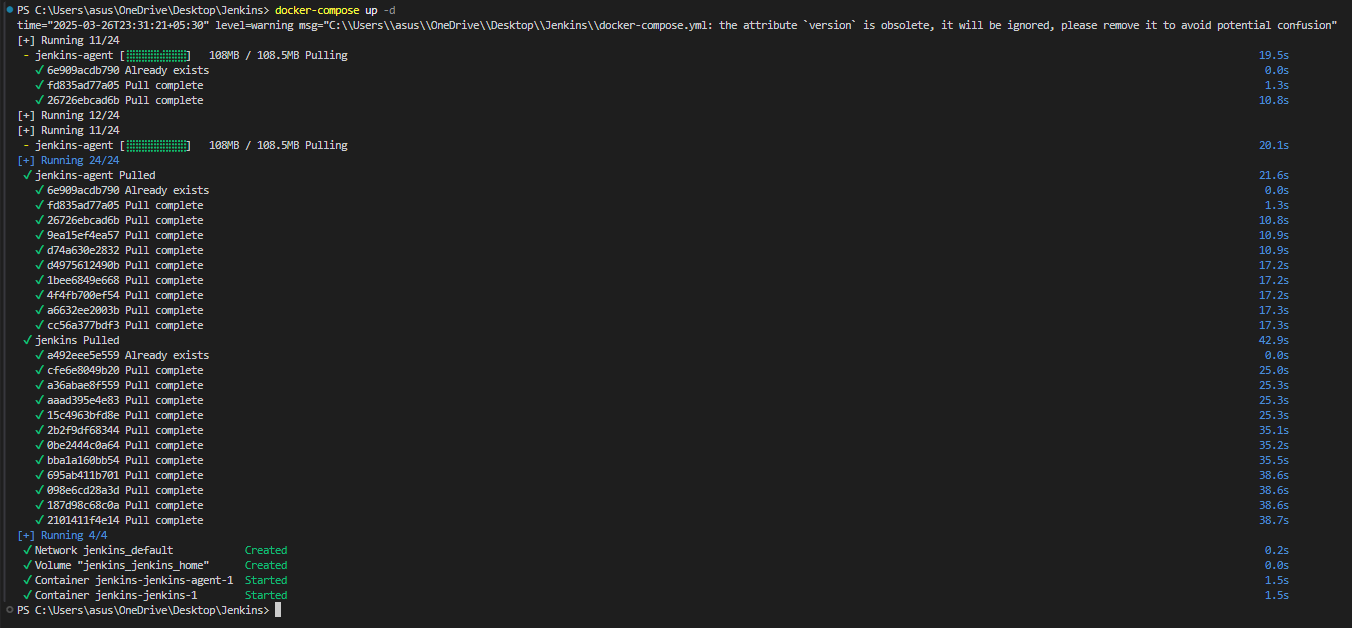 PS C:\Users\asus\OneDrive\Desktop\Jenkins> docker-compose up -d
time="2025-03-26T23:31:21+05:30" level=warning msg="C:\\Users\\asus\\OneDrive\\Desktop\\Jenkins\\docker-compose.yml: the attribute `version` is obsolete, it will be ignored, please remove it to avoid potential confusion"
[+] Running 11/24
- jenkins-agent [⣿⣿⣿⣿⣿⣿⣿⣿⣿⣿] 108MB / 108.5MB Pulling 19.5s
✓ 6e909acdb790 Already exists 0.0s
✓ fd835ad77a05 Pull complete 1.3s
✓ 26726ebcad6b Pull complete 10.8s
[+] Running 12/24
[+] Running 11/24
- jenkins-agent [⣿⣿⣿⣿⣿⣿⣿⣿⣿⣿] 108MB / 108.5MB Pulling 20.1s
[+] Running 24/24
✓ jenkins-agent Pulled 21.6s
✓ 6e909acdb790 Already exists 0.0s
✓ fd835ad77a05 Pull complete 1.3s
✓ 26726ebcad6b Pull complete 10.8s
✓ 9ea15ef4ea57 Pull complete 10.9s
✓ d74a630e2832 Pull complete 10.9s
✓ d4975612490b Pull complete 17.2s
✓ 1bee6849e668 Pull complete 17.2s
✓ 4f4fb700ef54 Pull complete 17.2s
✓ a6632ee2003b Pull complete 17.3s
✓ cc56a377bdf3 Pull complete 17.3s
✓ jenkins Pulled 42.9s
✓ a492eee5e559 Already exists 0.0s
✓ cfe6e8049b20 Pull complete 25.0s
✓ a36abae8f559 Pull complete 25.3s
✓ aaad395e4e83 Pull complete 25.3s
✓ 15c4963bfd8e Pull complete 25.3s
✓ 2b2f9df68344 Pull complete 35.1s
✓ 0be2444c0a64 Pull complete 35.2s
✓ bba1a160bb54 Pull complete 35.5s
✓ 695ab411b701 Pull complete 38.6s
✓ 098e6cd28a3d Pull complete 38.6s
✓ 187d98c68c0a Pull complete 38.6s
✓ 2101411f4e14 Pull complete 38.7s
[+] Running 4/4
✓ Network jenkins_default Created 0.2s
✓ Volume "jenkins_jenkins_home" Created 0.0s
✓ Container jenkins-jenkins-agent-1 Started 1.5s
✓ Container jenkins-jenkins-1 Started 1.5s
PS C:\Users\asus\OneDrive\Desktop\Jenkins>